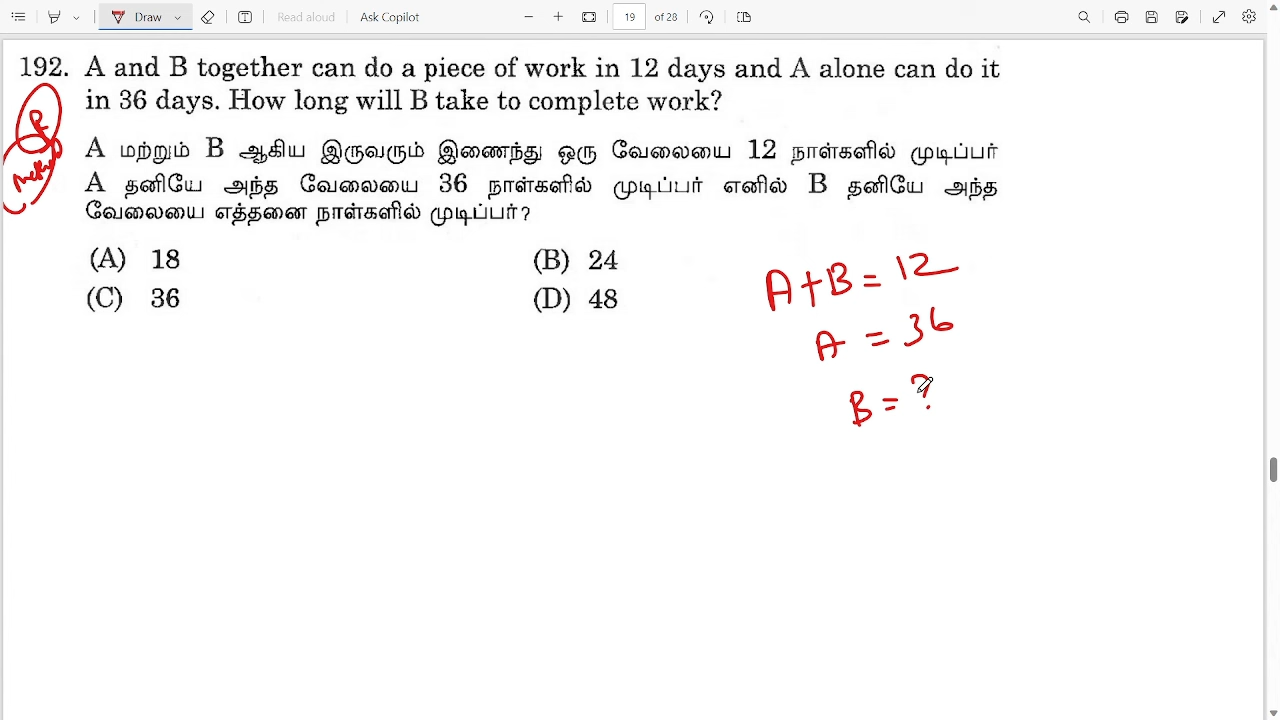 Draw
Read aloud
Ask Copilot
19 of 28
192. A and B together can do a piece of work in 12 days and A alone can do it
in 36 days. How long will B take to complete work?
A மற்றும் B ஆகிய இருவரும் இணைந்து ஒரு வேலையை 12 நாள்களில் முடிப்பர்
A தனியே அந்த வேலையை 36 நாள்களில் முடிப்பர் எனில் B தனியே அந்த
வேலையை எத்தனை நாள்களில் முடிப்பர்?
(A) 18 (B) 24
(C) 36 (D) 48
A+B = 12
A = 36
B = ?
R